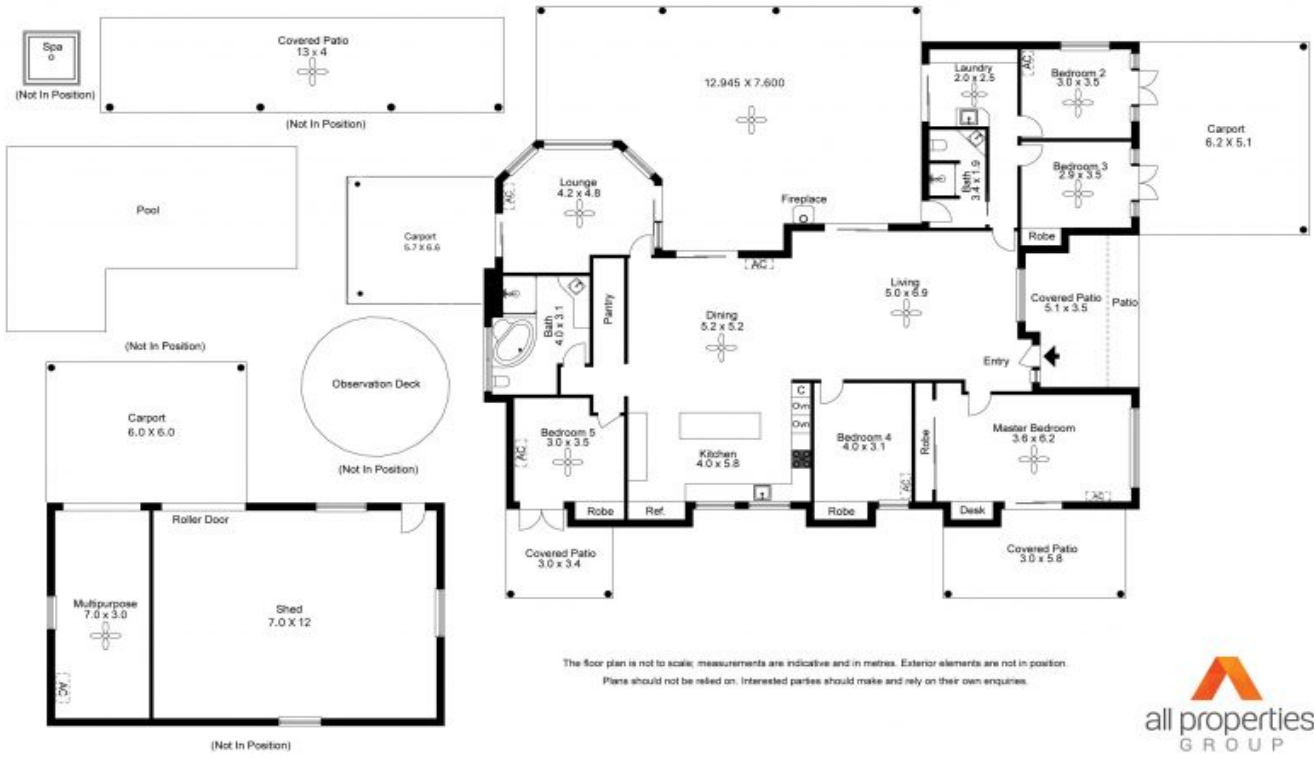 Spa
(Not In Position)
Covered Patio
13 x 4
(Not In Position)
12.945 X 7.600
Fireplace
Laundry
2.0 x 2.5
AC
Bedroom 2
3.0 x 3.5
Carport
6.2 X 5.1
Bath
3.4 x 1.9
Bedroom 3
2.9 x 3.5
Robe
Pool
(Not In Position)
Carport
5.7 X 6.6
AC
Lounge
4.2 x 4.8
AC
Living
5.0 x 6.9
Covered Patio
5.1 x 3.5
Patio
Entry
Bath
4.0 x 3.1
Pantry
Dining
5.2 x 5.2
Observation Deck
(Not In Position)
Carport
6.0 X 6.0
AC
Bedroom 5
3.0 x 3.5
Robe
Kitchen
4.0 x 5.8
Ref.
C
Ovn
Ovn
Bedroom 4
4.0 x 3.1
AC
Robe
Robe
Master Bedroom
3.6 x 6.2
AC
Desk
Covered Patio
3.0 x 3.4
Covered Patio
3.0 x 5.8
Roller Door
Multipurpose
7.0 x 3.0
AC
Shed
7.0 X 12
(Not In Position)
The floor plan is not to scale; measurements are indicative and in metres. Exterior elements are not in position.
Plans should not be relied on. Interested parties should make and rely on their own enquiries.
all properties
GROUP